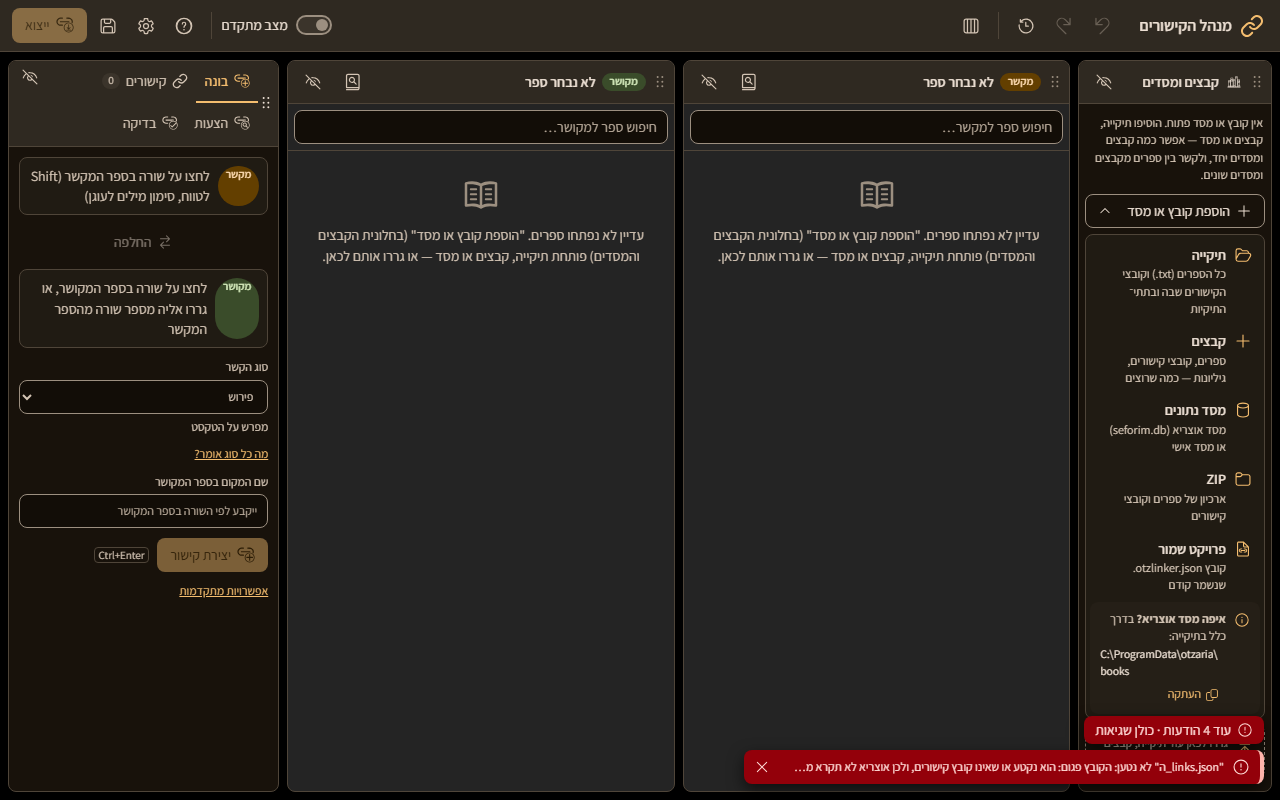 מנהל הקישורים
מצב מתקדם
ייצוא
קבצים ומסדים
אין קובץ או מסד פתוח. הוסיפו תיקייה,
קבצים או מסד — אפשר כמה קבצים
ומסדים יחד, ולקשר בין ספרים מקבצים
ומסדים שונים.
הוספת קובץ או מסד
תיקייה
כל הספרים (txt.) וקובצי
הקישורים שבה ובתתי־
התיקיות
קבצים
ספרים, קובצי קישורים,
גיליונות — כמה שרוצים
מסד נתונים
מסד אוצריא (seforim.db)
או מסד אישי
ZIP
ארכיון של ספרים וקובצי
קישורים
פרויקט שמור
קובץ otzlinker.json.
שנשמר קודם
איפה מסד אוצריא? בדרך
כלל בתיקייה:
C:\ProgramData\otzaria\
books
העתקה
מקשר
לא נבחר ספר
חיפוש ספר למקשר…
עדיין לא נפתחו ספרים. "הוספת קובץ או מסד" (בחלונית הקבצים
והמסדים) פותחת תיקייה, קבצים או מסד — או גררו אותם לכאן.
מקושר
לא נבחר ספר
חיפוש ספר למקושר…
עדיין לא נפתחו ספרים. "הוספת קובץ או מסד" (בחלונית הקבצים
והמסדים) פותחת תיקייה, קבצים או מסד — או גררו אותם לכאן.
בונה
קישורים 0
הצעות
בדיקה
מקשר
לחצו על שורה בספר המקשר (Shift
לטווח, סימון מילים לעוגן)
החלפה
מקושר
לחצו על שורה בספר המקושר, או
גררו אליה מספר שורה מהספר
המקשר
סוג הקשר
פירוש
מפרש על הטקסט
מה כל סוג אומר?
שם המקום בספר המקושר
ייקבע לפי השורה בספר המקושר
יצירת קישור
Ctrl+Enter
אפשרויות מתקדמות
עוד 4 הודעות · כולן שגיאות
"ה_links.json" לא נטען: הקובץ פגום: הוא נקטע או שאינו קובץ קישורים, ולכן אוצריא לא תקרא מ…